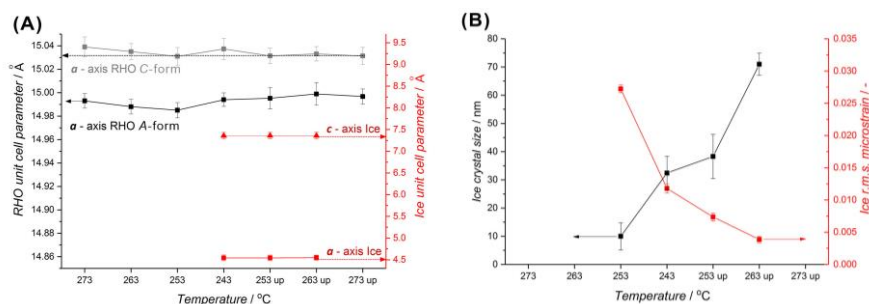 (A)
RHO unit cell parameter / Å
15.04
15.02
15.00
14.98
14.96
14.94
14.92
14.90
14.88
14.86
a - axis RHO C-form
a - axis RHO A-form
c - axis Ice
a - axis Ice
9.5
9.0
8.5
8.0
7.5
7.0
6.5
6.0
5.5
5.0
4.5
Ice unit cell parameter / Å
273 263 253 243 253 up 263 up 273 up
Temperature / °C
(B)
Ice crystal size / nm
80
70
60
50
40
30
20
10
0
0.035
0.030
0.025
0.020
0.015
0.010
0.005
0.000
Ice r.m.s. microstrain / -
273 263 253 243 253 up 263 up 273 up
Temperature / °C